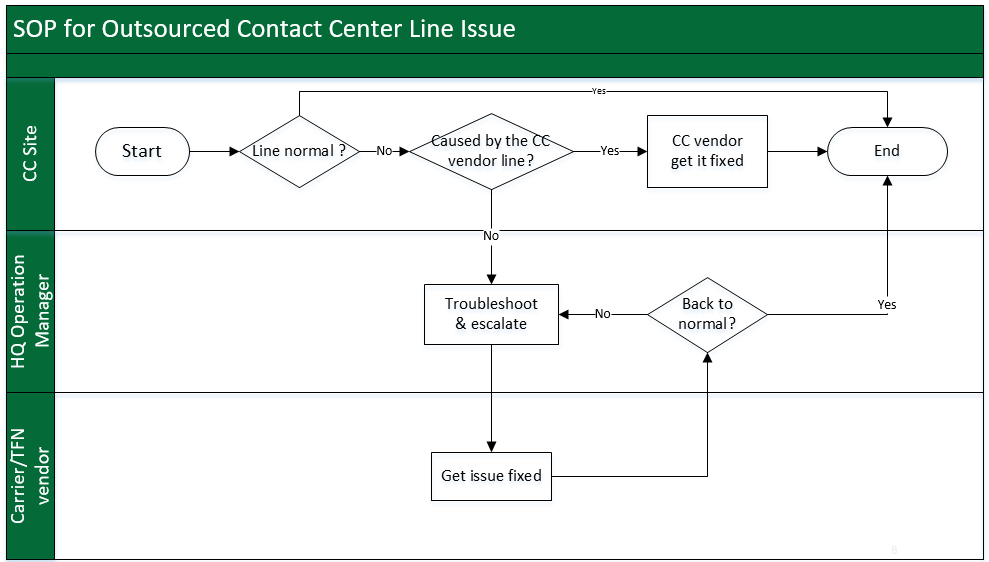 SOP for Outsourced Contact Center Line Issue
Yes
CC Site
Start
Line normal ?
No
Caused by the CC
vendor line?
Yes
CC vendor
get it fixed
End
No
HQ Operation
Manager
Troubleshoot
& escalate
No
Back to
normal?
Yes
Carrier/TFN
vendor
Get issue fixed
8